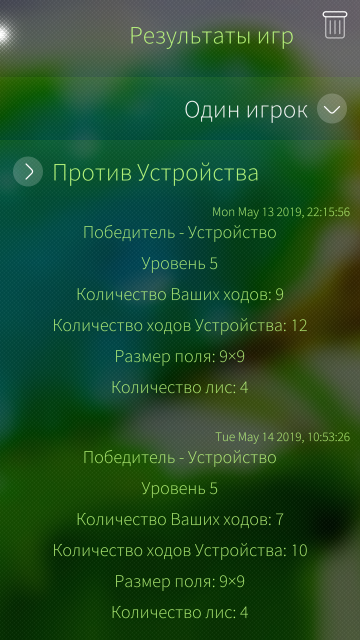 Результаты игр
Один игрок
Против Устройства
Mon May 13 2019, 22:15:56
Победитель - Устройство
Уровень 5
Количество Ваших ходов: 9
Количество ходов Устройства: 12
Размер поля: 9×9
Количество лис: 4
Tue May 14 2019, 10:53:26
Победитель - Устройство
Уровень 5
Количество Ваших ходов: 7
Количество ходов Устройства: 10
Размер поля: 9×9
Количество лис: 4